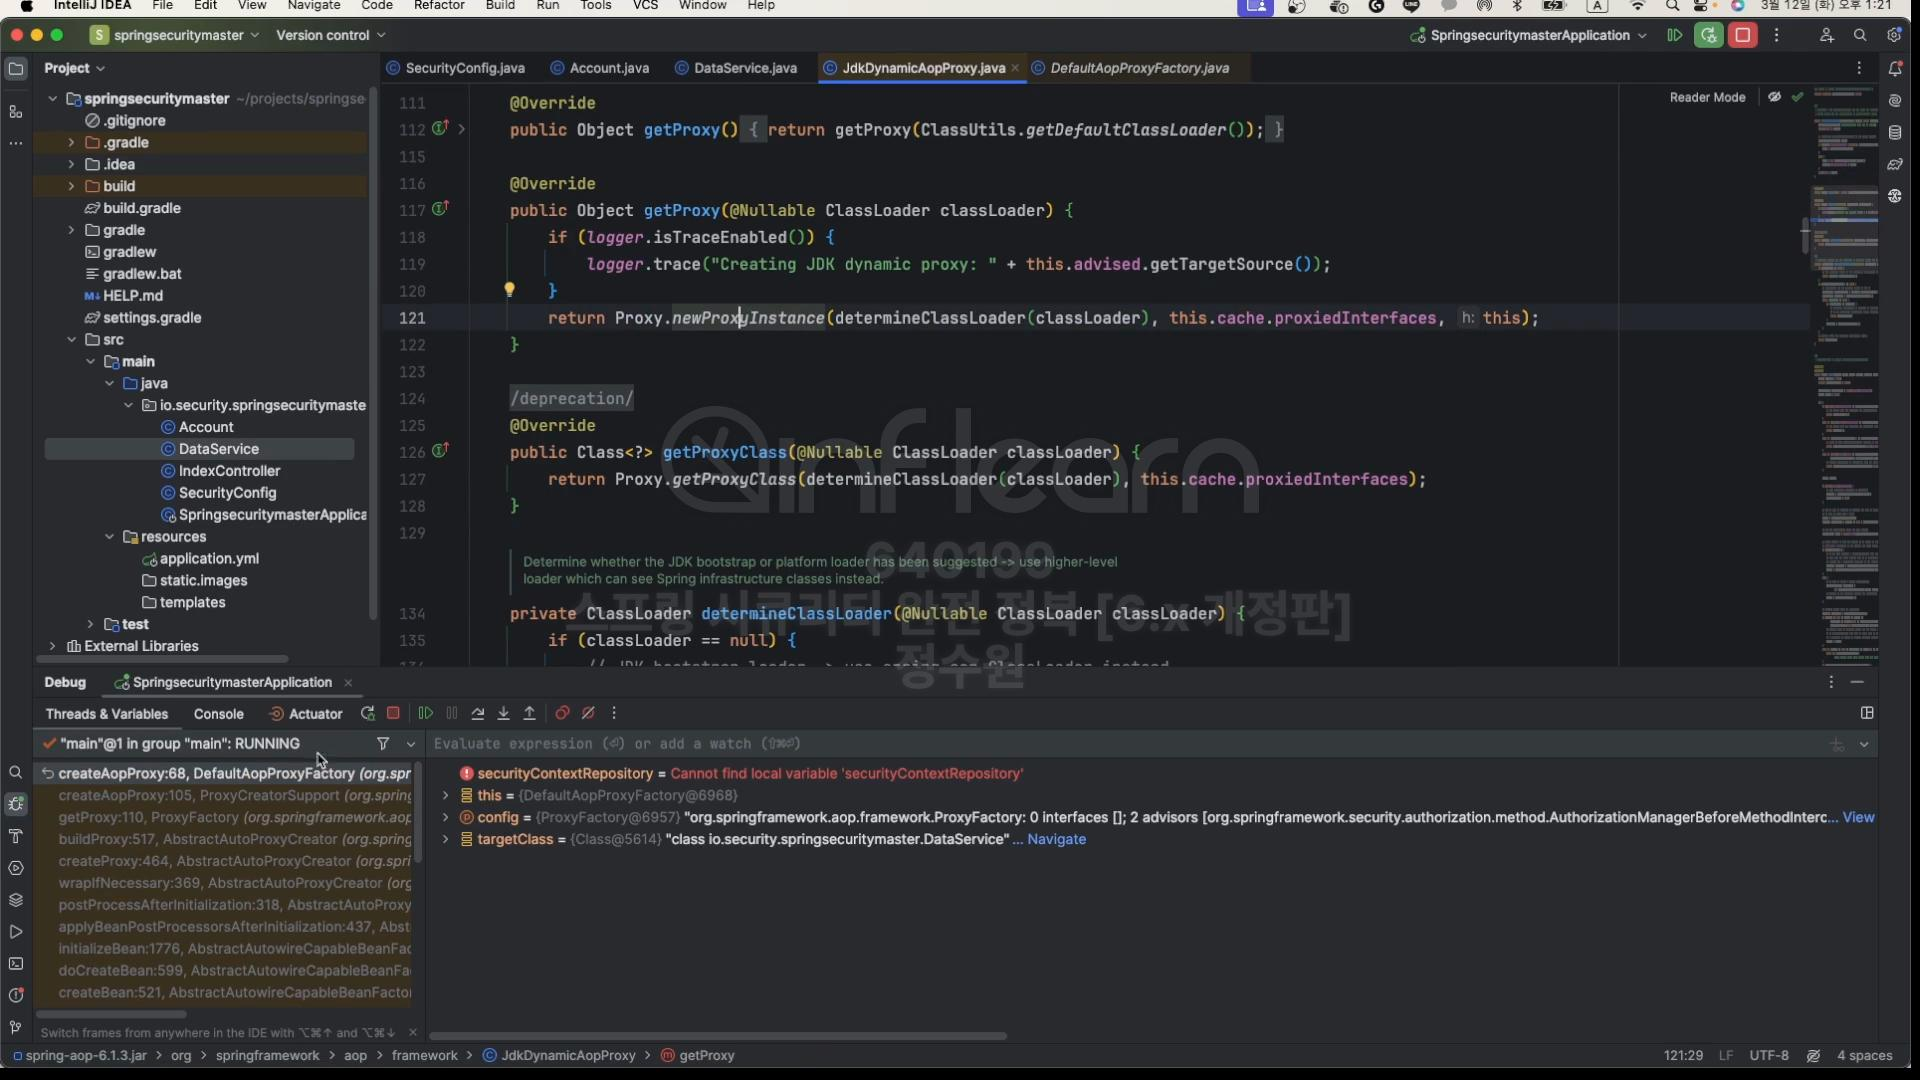 IntelliJ IDEA File Edit View Navigate Code Refactor Build Run Tools VCS Window Help 3월 12일 (화) 오후 1:21
S springsecuritymaster Version control SpringsecuritymasterApplication
Project
SecurityConfig.java Account.java DataService.java JdkDynamicAopProxy.java DefaultAopProxyFactory.java
springsecuritymaster ~/projects/springse
.gitignore
.gradle
.idea
build
build.gradle
gradle
gradlew
gradlew.bat
HELP.md
settings.gradle
src
main
java
io.security.springsecuritymaste
Account
DataService
IndexController
SecurityConfig
SpringsecuritymasterApplica
resources
application.yml
static.images
templates
test
External Libraries
Reader Mode
111 @Override
112 public Object getProxy() { return getProxy(ClassUtils.getDefaultClassLoader()); }
115
116 @Override
117 public Object getProxy(@Nullable ClassLoader classLoader) {
118 if (logger.isTraceEnabled()) {
119 logger.trace("Creating JDK dynamic proxy: " + this.advised.getTargetSource());
120 }
121 return Proxy.newProxyInstance(determineClassLoader(classLoader), this.cache.proxiedInterfaces, h: this);
122 }
123
124 /deprecation/
125 @Override
126 public Class<?> getProxyClass(@Nullable ClassLoader classLoader) {
127 return Proxy.getProxyClass(determineClassLoader(classLoader), this.cache.proxiedInterfaces);
128 }
129
Determine whether the JDK bootstrap or platform loader has been suggested -> use higher-level
loader which can see Spring infrastructure classes instead.
134 private ClassLoader determineClassLoader(@Nullable ClassLoader classLoader) {
135 if (classLoader == null) {
inflearn
640199
스프링 시큐리티 완전 정복 [6.x 개정판]
정수원
Debug SpringsecuritymasterApplication
Threads & Variables Console Actuator
"main"@1 in group "main": RUNNING
Evaluate expression (⏎) or add a watch (⇧⌘⏎)
createAopProxy:68, DefaultAopProxyFactory (org.spr
createAopProxy:105, ProxyCreatorSupport (org.spring
getProxy:110, ProxyFactory (org.springframework.aop
buildProxy:517, AbstractAutoProxyCreator (org.spring
createProxy:464, AbstractAutoProxyCreator (org.spri
wrapIfNecessary:369, AbstractAutoProxyCreator (org
postProcessAfterInitialization:318, AbstractAutoProxy
applyBeanPostProcessorsAfterInitialization:437, Abst
initializeBean:1776, AbstractAutowireCapableBeanFac
doCreateBean:599, AbstractAutowireCapableBeanFa
createBean:521, AbstractAutowireCapableBeanFactor
securityContextRepository = Cannot find local variable 'securityContextRepository'
this = {DefaultAopProxyFactory@6968}
config = {ProxyFactory@6957} "org.springframework.aop.framework.ProxyFactory: 0 interfaces []; 2 advisors [org.springframework.security.authorization.method.AuthorizationManagerBeforeMethodInterc... View
targetClass = {Class@5614} "class io.security.springsecuritymaster.DataService" ... Navigate
Switch frames from anywhere in the IDE with ⌥⌘↑ and ⌥⌘↓
spring-aop-6.1.3.jar > org > springframework > aop > framework > JdkDynamicAopProxy > getProxy
121:29 LF UTF-8 4 spaces